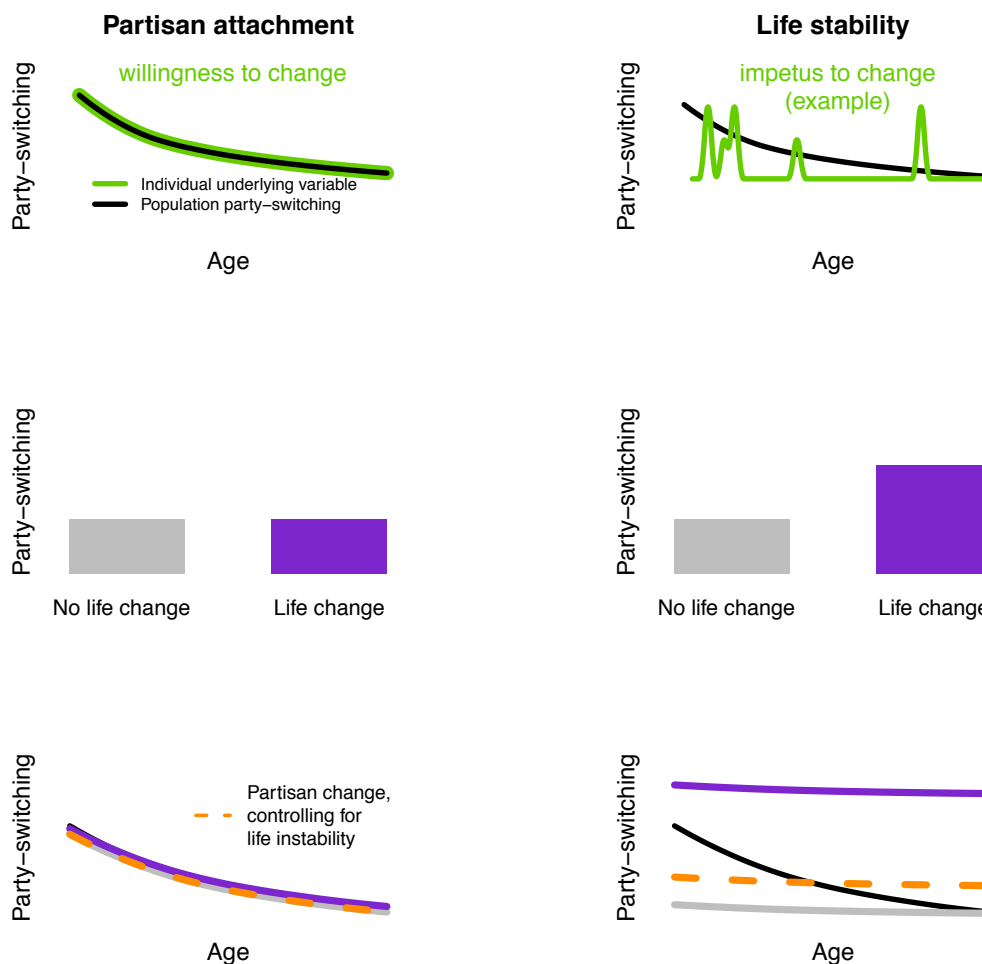 Partisan attachment
Life stability
Party−switching
willingness to change
Individual underlying variable
Population party−switching
Age
Party−switching
impetus to change
(example)
Age
Party−switching
No life change
Life change
Party−switching
No life change
Life change
Party−switching
Partisan change,
controlling for
life instability
Age
Party−switching
Age